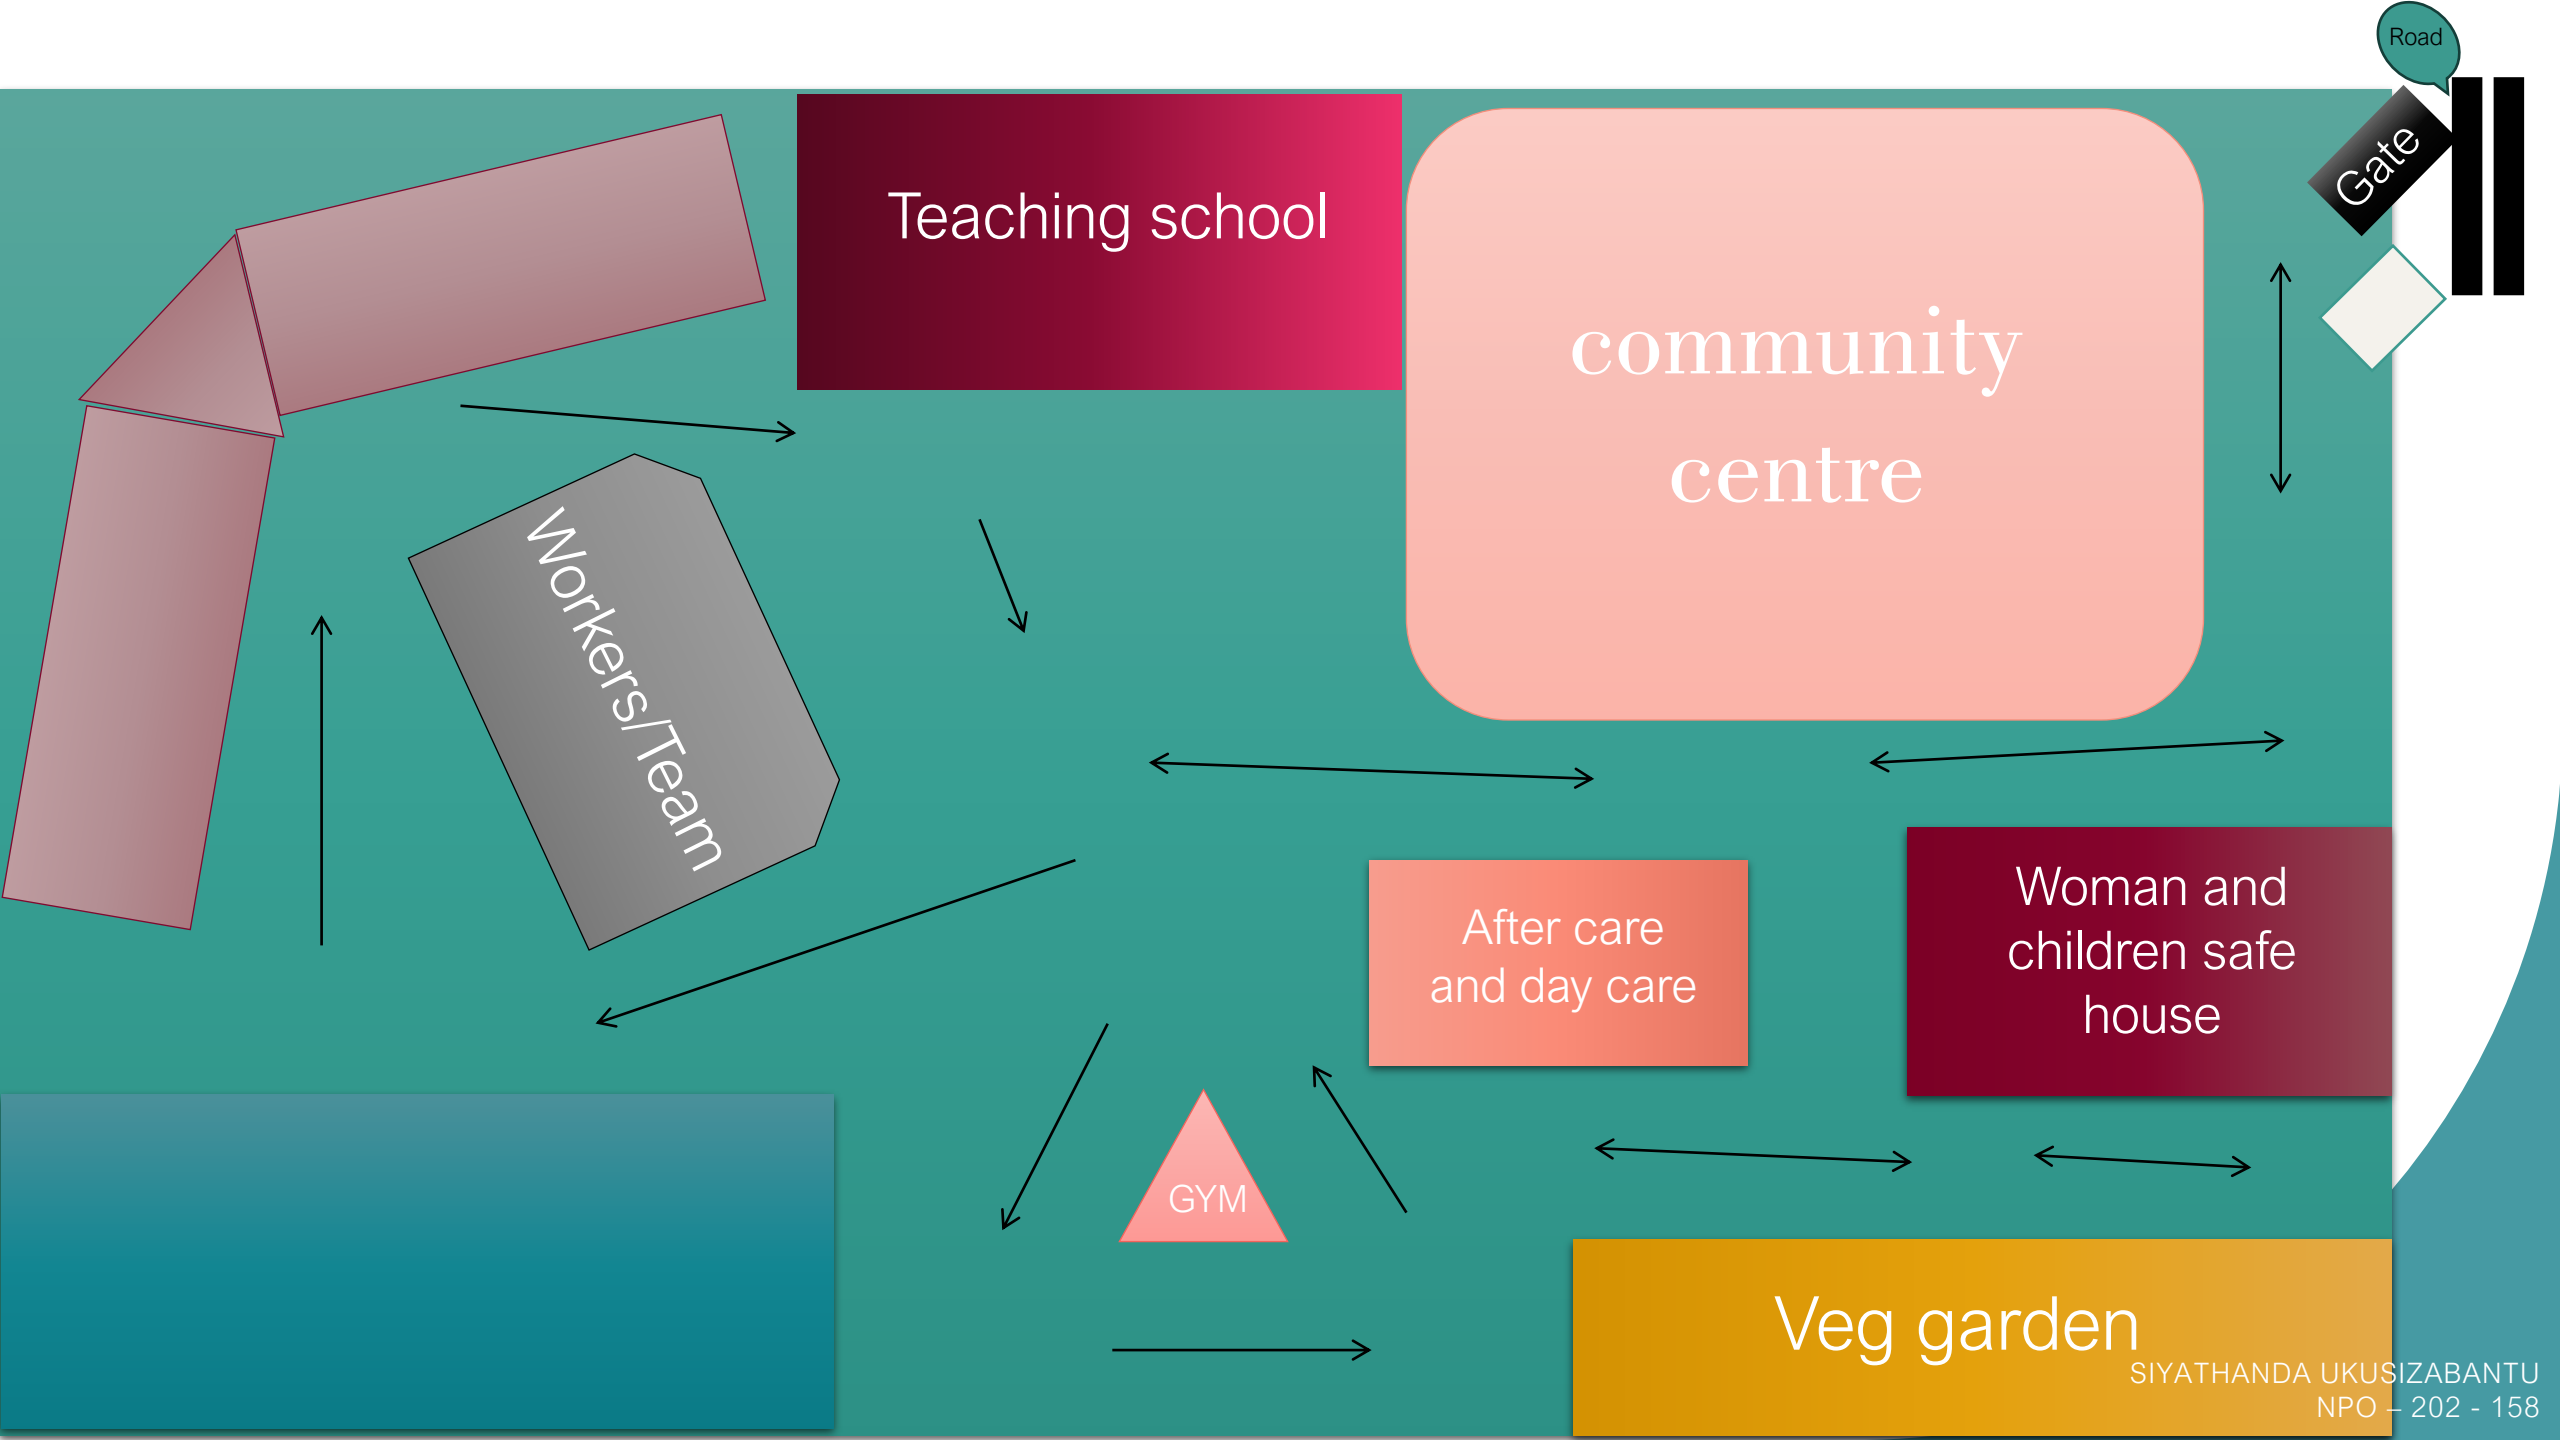 Road
Gate
Teaching school
community
centre
Workers/Team
After care
and day care
Woman and
children safe
house
GYM
Veg garden
SIYATHANDA UKUSIZABANTU
NPO – 202 - 158